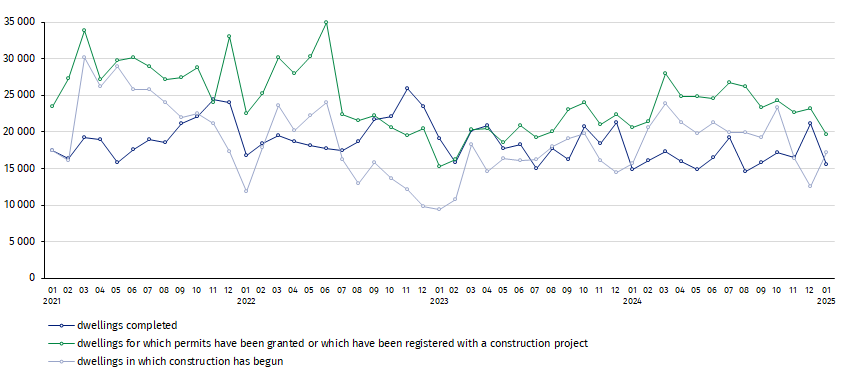 35 000
30 000
25 000
20 000
15 000
10 000
5 000
0
01 02 03 04 05 06 07 08 09 10 11 12 01 02 03 04 05 06 07 08 09 10 11 12 01 02 03 04 05 06 07 08 09 10 11 12 01 02 03 04 05 06 07 08 09 10 11 12 01
2021 2022 2023 2024 2025
dwellings completed
dwellings for which permits have been granted or which have been registered with a construction project
dwellings in which construction has begun